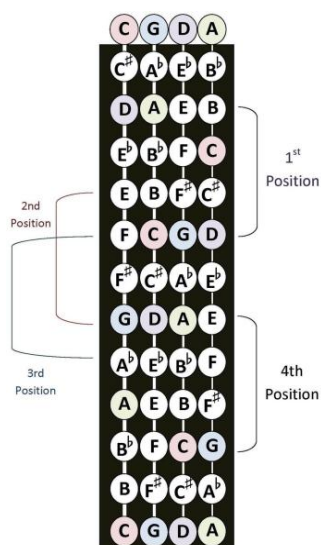 C G D A
C♯ A♭ E♭ B♭
D A E B
E♭ B♭ F C
1st
Position
E B F♯ C♯
2nd
Position
F C G D
F♯ C♯ A♭ E♭
G D A E
A♭ E♭ B♭ F
3rd
Position
4th
Position
A E B F♯
B♭ F C G
B F♯ C♯ A♭
C G D A